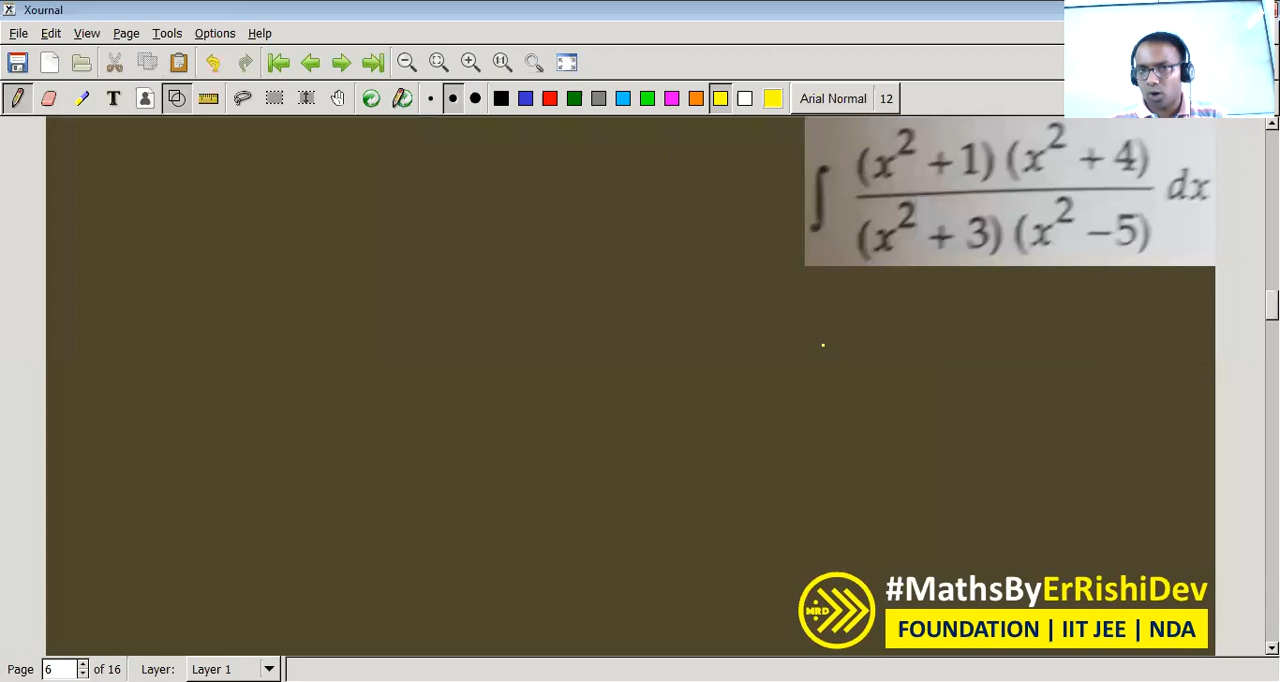 Xournal
File Edit View Page Tools Options Help
Arial Normal 12
∫ (x² + 1) (x² + 4) / (x² + 3) (x² − 5) dx
MRD
#MathsByErRishiDev
FOUNDATION | IIT JEE | NDA
Page 6 of 16 Layer: Layer 1